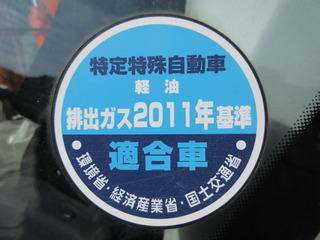 特定特殊自動車
軽油
排出ガス2011年基準
適合車
・環境省・経済産業省・国土交通省・